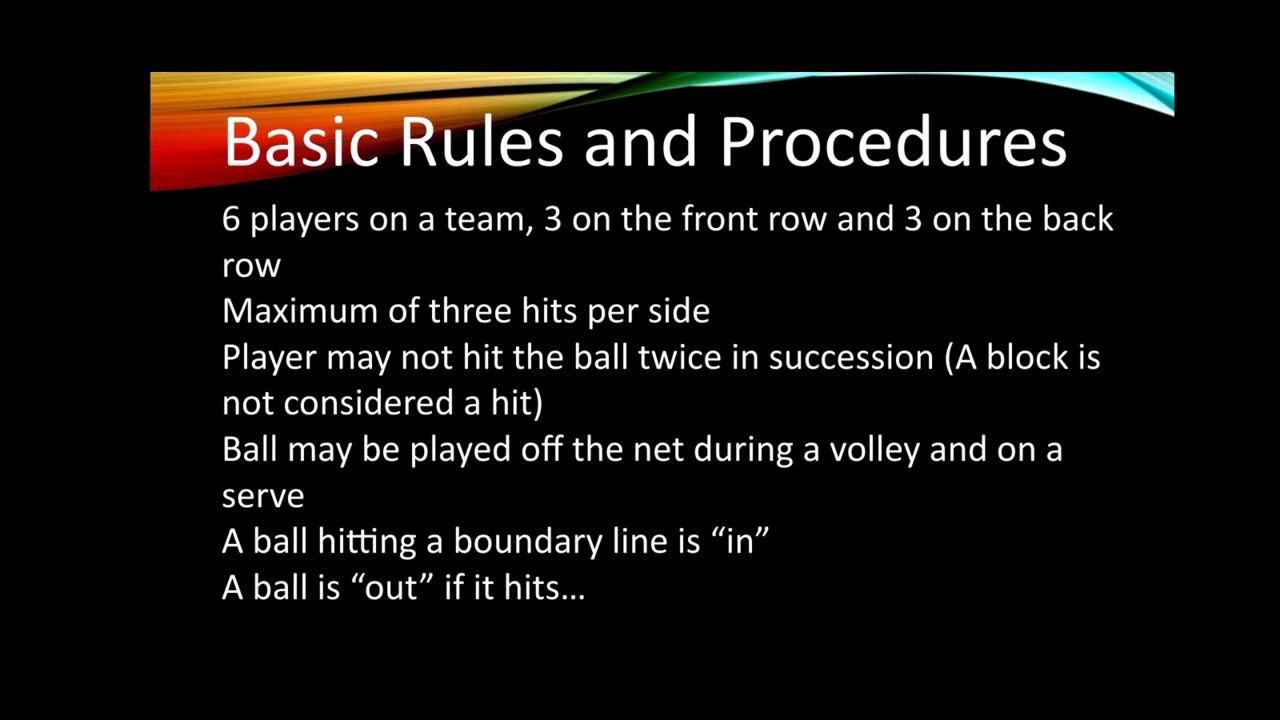 Basic Rules and Procedures
6 players on a team, 3 on the front row and 3 on the back
row
Maximum of three hits per side
Player may not hit the ball twice in succession (A block is
not considered a hit)
Ball may be played off the net during a volley and on a
serve
A ball hitting a boundary line is “in”
A ball is “out” if it hits…